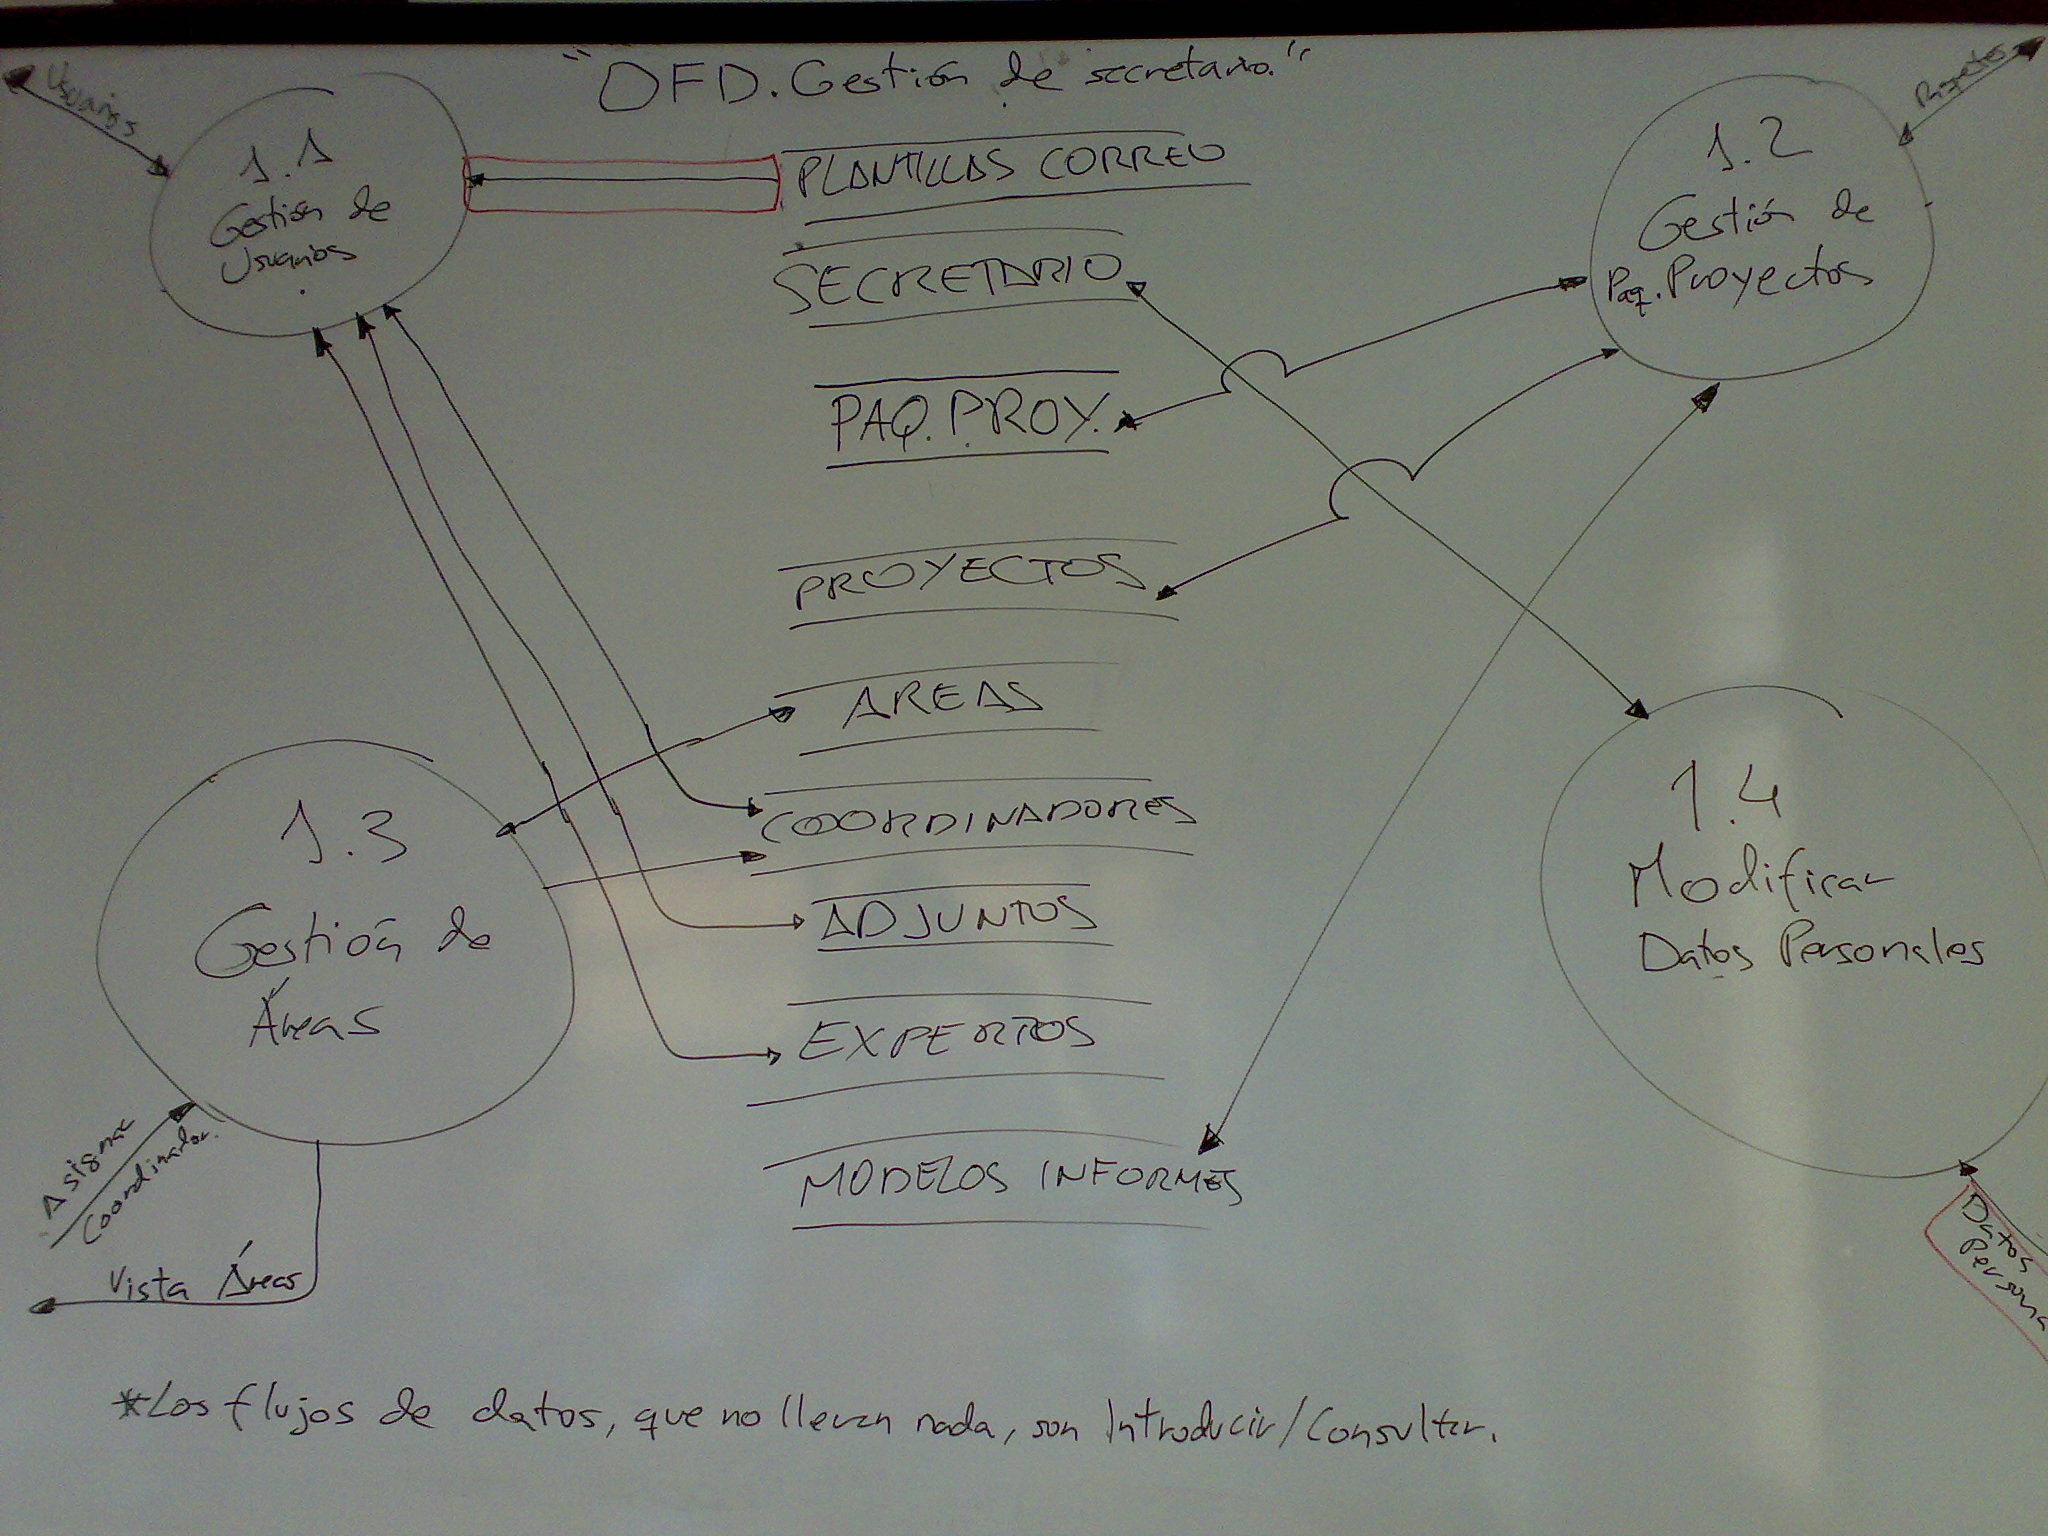 "DFD. Gestión de secretario."
Usuarios
Paquetes
1.1
Gestión de
Usuarios
1.2
Gestión de
Paq. Proyectos
PLANTILLAS CORREO
SECRETARIO
PAQ. PROY.
PROYECTOS
AREAS
COORDINADORES
ADJUNTOS
EXPERTOS
MODELOS INFORMES
1.3
Gestión de
Áreas
1.4
Modificar
Datos Personales
Asignar
Coordinador.
Vista Áreas
Datos
Persona
*Los flujos de datos, que no llevan nada, son Introducir/Consultar.